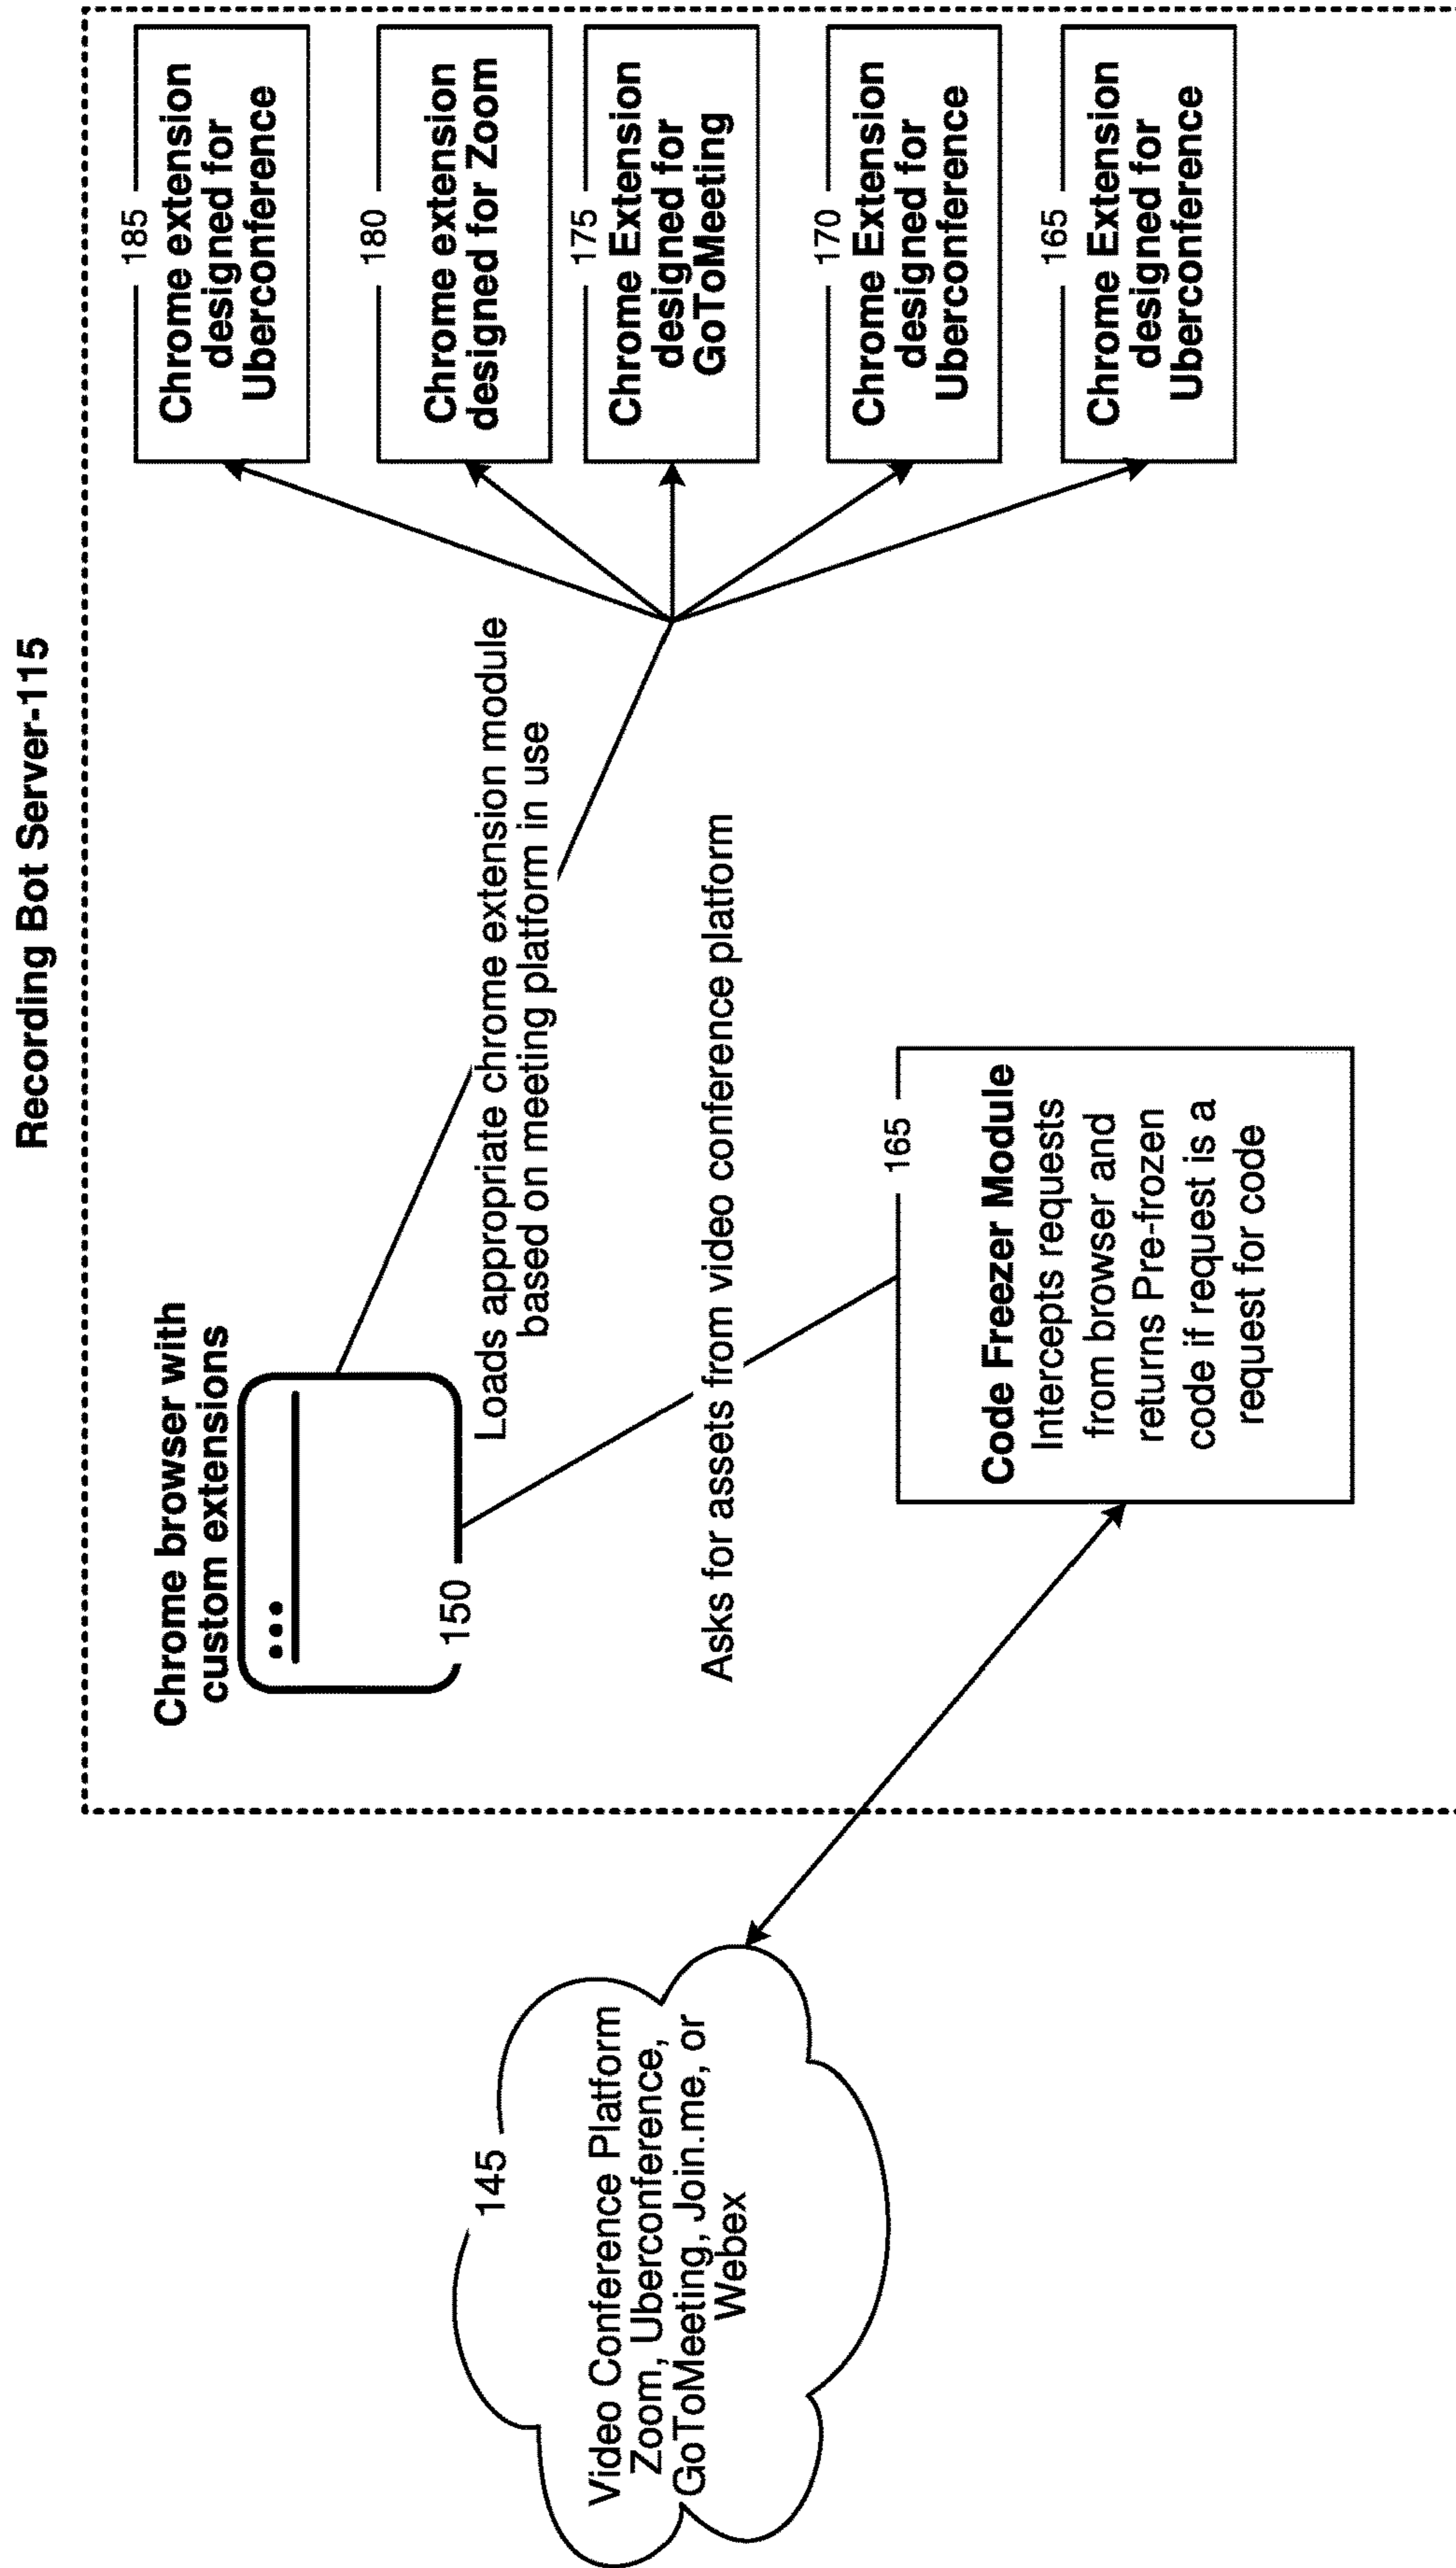 Recording Bot Server-115
Chrome browser with
custom extensions
150
Loads appropriate chrome extension module
based on meeting platform in use
Asks for assets from video conference platform
185
Chrome extension
designed for
Uberconference
180
Chrome extension
designed for Zoom
175
Chrome Extension
designed for
GoToMeeting
170
Chrome Extension
designed for
Uberconference
165
Chrome Extension
designed for
Uberconference
165
Code Freezer Module
Intercepts requests
from browser and
returns Pre-frozen
code if request is a
request for code
145
Video Conference Platform
Zoom, Uberconference,
GoToMeeting, Join.me, or
Webex